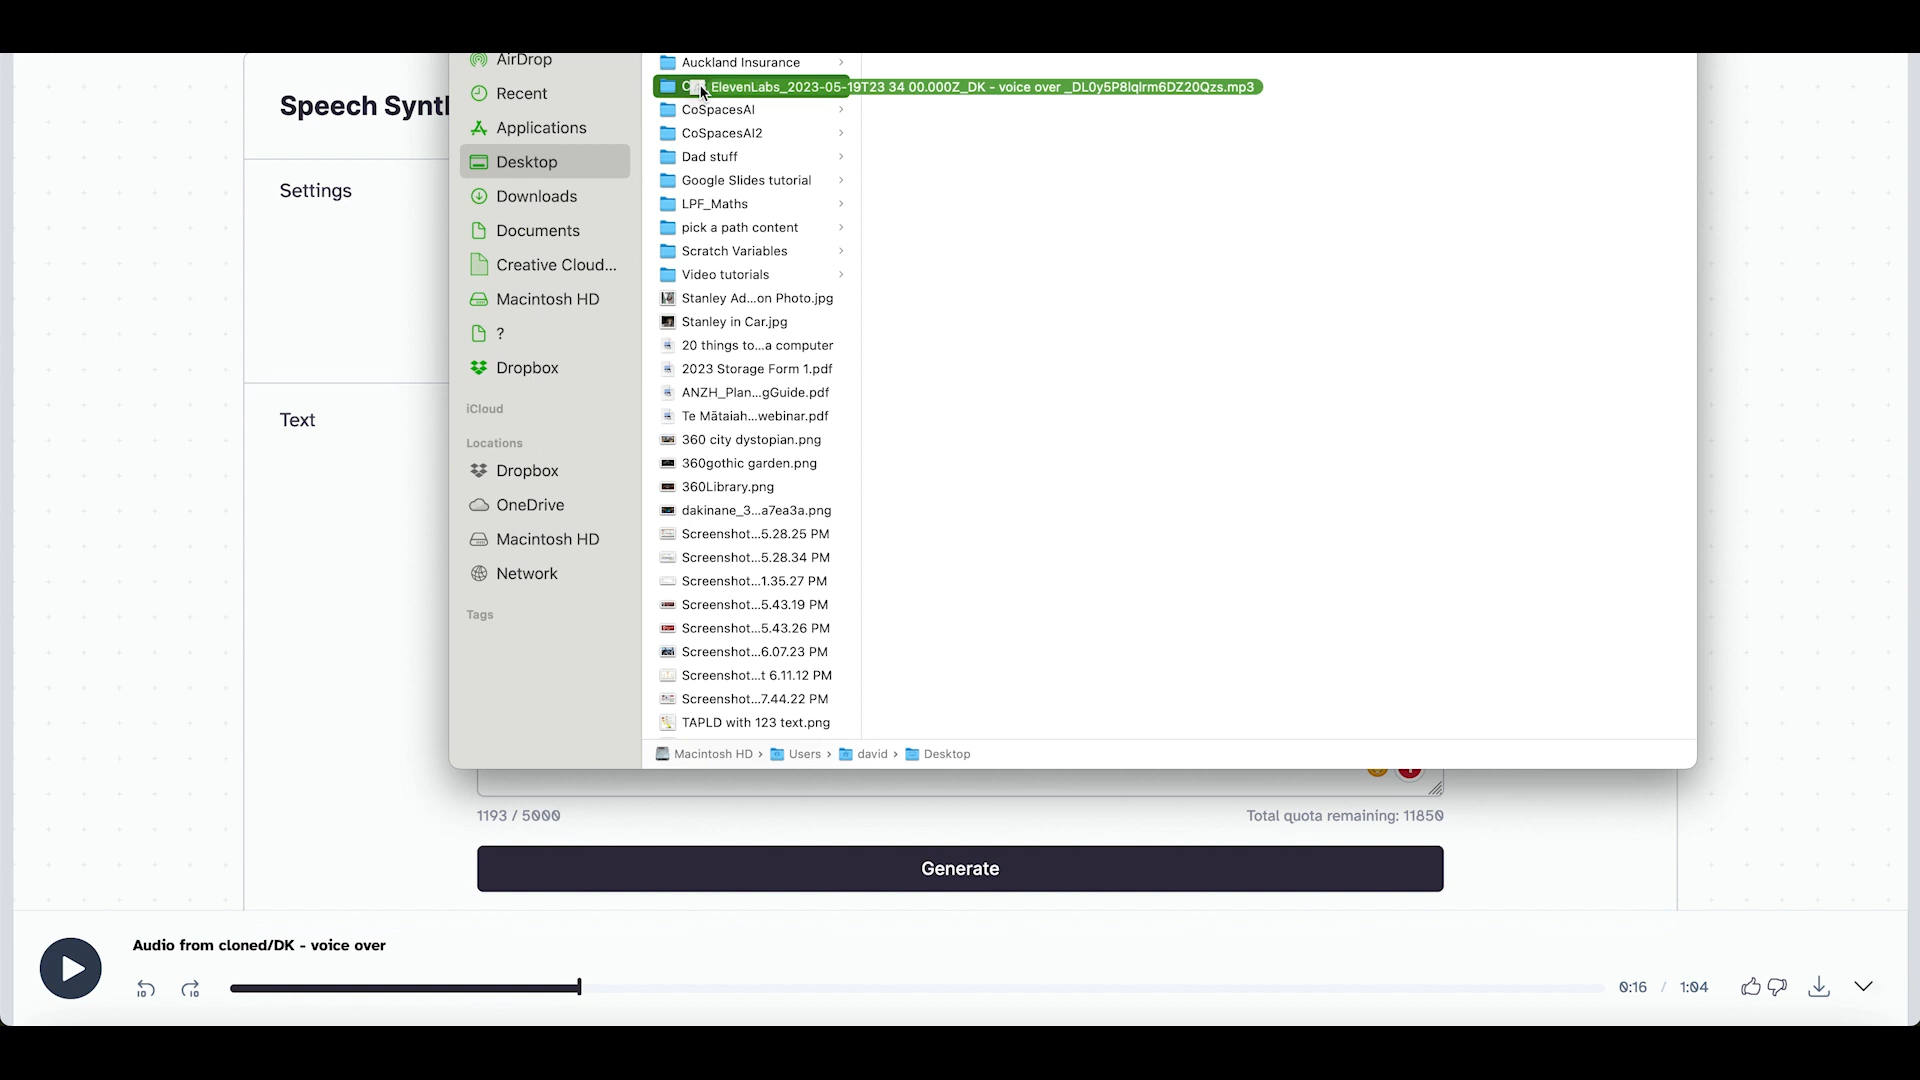 Speech Synt
Settings
Text
AirDrop
Recent
Applications
Desktop
Downloads
Documents
Creative Cloud...
Macintosh HD
?
Dropbox
iCloud
Locations
Dropbox
OneDrive
Macintosh HD
Network
Tags
Auckland Insurance
ElevenLabs_2023-05-19T23 34 00.000Z_DK - voice over _DL0y5P8lqlrm6DZ20Qzs.mp3
CoSpacesAI
CoSpacesAI2
Dad stuff
Google Slides tutorial
LPF_Maths
pick a path content
Scratch Variables
Video tutorials
Stanley Ad...on Photo.jpg
Stanley in Car.jpg
20 things to...a computer
2023 Storage Form 1.pdf
ANZH_Plan...gGuide.pdf
Te Mātaiah...webinar.pdf
360 city dystopian.png
360gothic garden.png
360Library.png
dakinane_3...a7ea3a.png
Screenshot...5.28.25 PM
Screenshot...5.28.34 PM
Screenshot...1.35.27 PM
Screenshot...5.43.19 PM
Screenshot...5.43.26 PM
Screenshot...6.07.23 PM
Screenshot...t 6.11.12 PM
Screenshot...7.44.22 PM
TAPLD with 123 text.png
Macintosh HD › Users › david › Desktop
1193 / 5000
Total quota remaining: 11850
Generate
Audio from cloned/DK - voice over
10
10
0:16 / 1:04